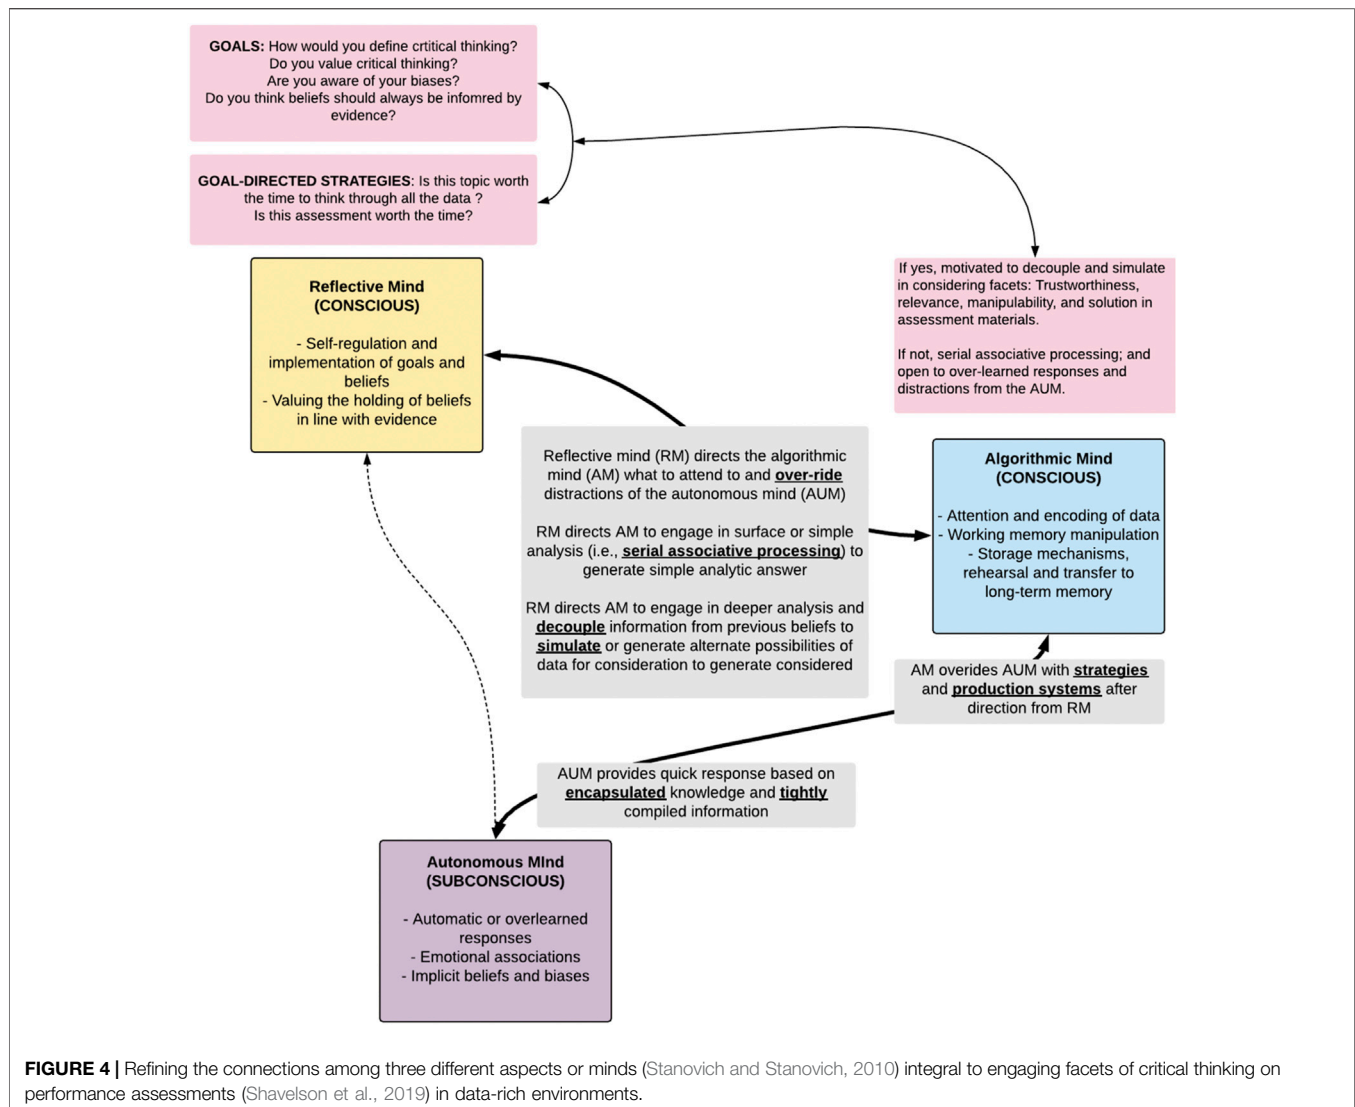 GOALS: How would you define crtitical thinking?
Do you value critical thinking?
Are you aware of your biases?
Do you think beliefs should always be infomred by
evidence?
GOAL-DIRECTED STRATEGIES: Is this topic worth
the time to think through all the data ?
Is this assessment worth the time?
If yes, motivated to decouple and simulate
in considering facets: Trustworthiness,
relevance, manipulability, and solution in
assessment materials.
If not, serial associative processing; and
open to over-learned responses and
distractions from the AUM.
Reflective Mind
(CONSCIOUS)
- Self-regulation and
implementation of goals and
beliefs
- Valuing the holding of beliefs
in line with evidence
Reflective mind (RM) directs the algorithmic
mind (AM) what to attend to and over-ride
distractions of the autonomous mind (AUM)
RM directs AM to engage in surface or simple
analysis (i.e., serial associative processing) to
generate simple analytic answer
RM directs AM to engage in deeper analysis and
decouple information from previous beliefs to
simulate or generate alternate possibilities of
data for consideration to generate considered
Algorithmic Mind
(CONSCIOUS)
- Attention and encoding of data
- Working memory manipulation
- Storage mechanisms,
rehearsal and transfer to
long-term memory
AM overides AUM with strategies
and production systems after
direction from RM
AUM provides quick response based on
encapsulated knowledge and tightly
compiled information
Autonomous MInd
(SUBCONSCIOUS)
- Automatic or overlearned
responses
- Emotional associations
- Implicit beliefs and biases
FIGURE 4 | Refining the connections among three different aspects or minds (Stanovich and Stanovich, 2010) integral to engaging facets of critical thinking on
performance assessments (Shavelson et al., 2019) in data-rich environments.